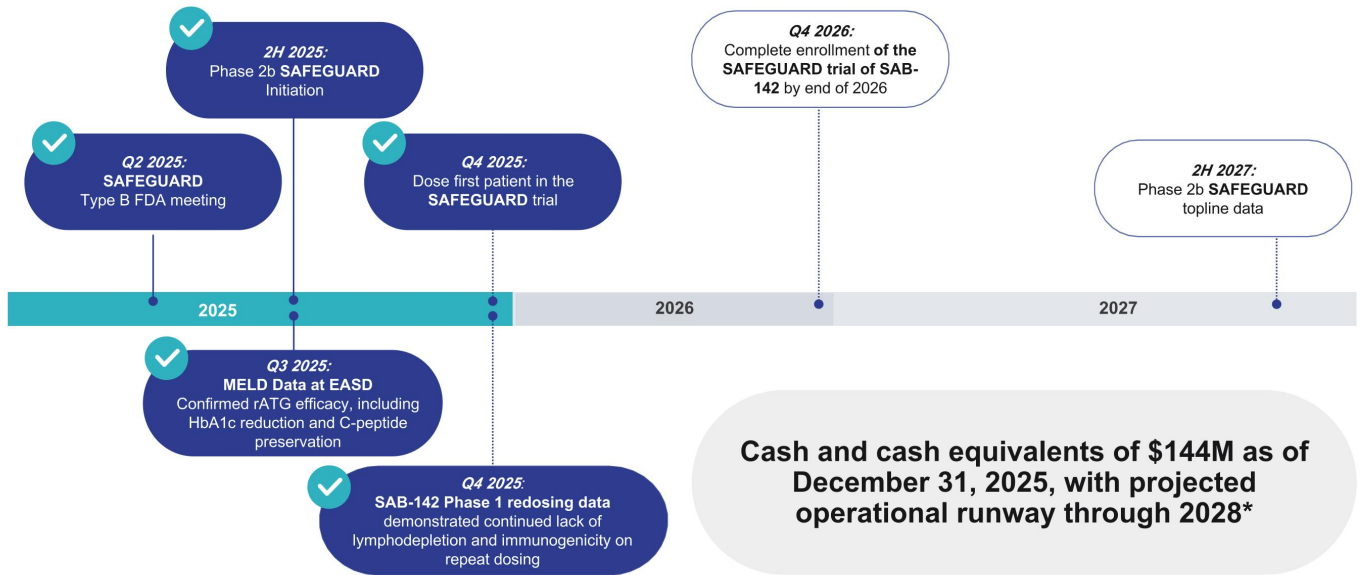 2H 2025:
Phase 2b SAFEGUARD
Initiation
Q4 2026:
Complete enrollment of the
SAFEGUARD trial of SAB-
142 by end of 2026
Q2 2025:
SAFEGUARD
Type B FDA meeting
Q4 2025:
Dose first patient in the
SAFEGUARD trial
2H 2027:
Phase 2b SAFEGUARD
topline data
2025
2026
2027
Q3 2025:
MELD Data at EASD
Confirmed rATG efficacy, including
HbA1c reduction and C-peptide
preservation
Q4 2025:
SAB-142 Phase 1 redosing data
demonstrated continued lack of
lymphodepletion and immunogenicity on
repeat dosing
Cash and cash equivalents of $144M as of
December 31, 2025, with projected
operational runway through 2028*